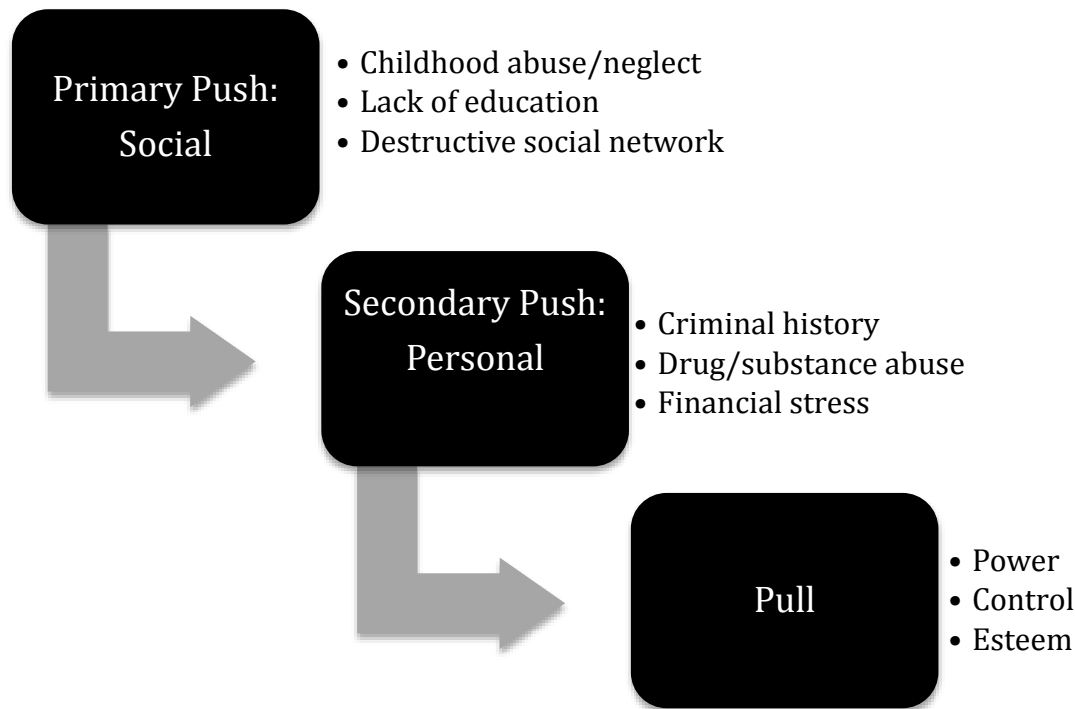 Primary Push:
Social
• Childhood abuse/neglect
• Lack of education
• Destructive social network
Secondary Push:
Personal
• Criminal history
• Drug/substance abuse
• Financial stress
Pull
• Power
• Control
• Esteem